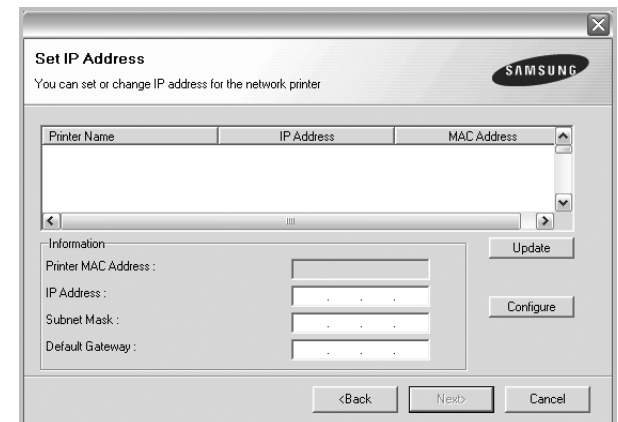 Set IP Address
You can set or change IP address for the network printer
SAMSUNG
Printer Name IP Address MAC Address
Information
Update
Printer MAC Address :
IP Address : . . .
Configure
Subnet Mask : . . .
Default Gateway : . . .
<Back Next> Cancel